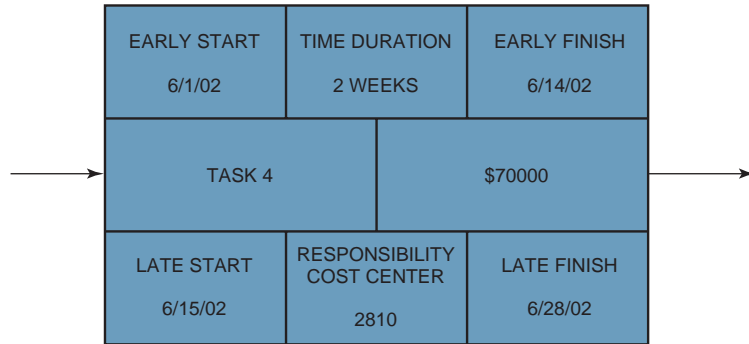 EARLY START
6/1/02
TIME DURATION
2 WEEKS
EARLY FINISH
6/14/02
TASK 4
$70000
LATE START
6/15/02
RESPONSIBILITY
COST CENTER
2810
LATE FINISH
6/28/02